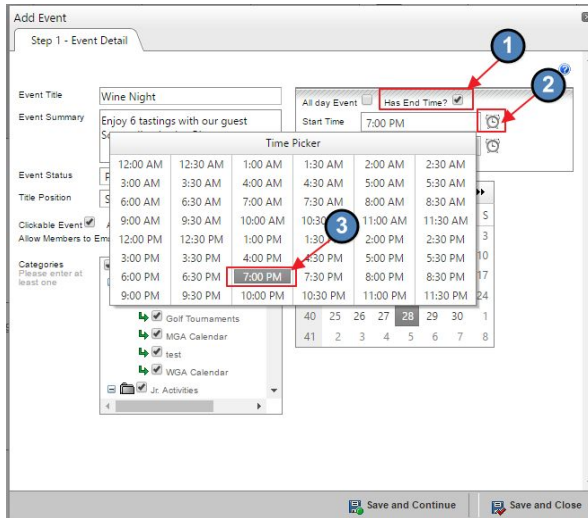 Add Event
Step 1 - Event Detail
1
2
Event Title
Wine Night
All day Event
Has End Time?
Event Summary
Enjoy 6 tastings with our guest
Start Time
7:00 PM
Time Picker
12:00 AM 12:30 AM 1:00 AM 1:30 AM 2:00 AM 2:30 AM
3:00 AM 3:30 AM 4:00 AM 4:30 AM 5:00 AM 5:30 AM
6:00 AM 6:30 AM 7:00 AM 7:30 AM 8:00 AM 8:30 AM
9:00 AM 9:30 AM 10:00 AM 10:30 11:00 AM 11:30 AM
12:00 PM 12:30 PM 1:00 PM 1:30 2:00 PM 2:30 PM
3:00 PM 3:30 PM 4:00 PM 4:30 PM 5:00 PM 5:30 PM
6:00 PM 6:30 PM 7:00 PM 7:30 PM 8:00 PM 8:30 PM
9:00 PM 9:30 PM 10:00 PM 10:30 PM 11:00 PM 11:30 PM
3
Event Status
Title Position
Clickable Event
Allow Members to
Categories
Please enter at
least one
S
3
10
17
24
40 25 26 27 28 29 30 1
41 2 3 4 5 6 7 8
Golf Tournaments
MGA Calendar
test
WGA Calendar
Jr. Activities
Save and Continue
Save and Close